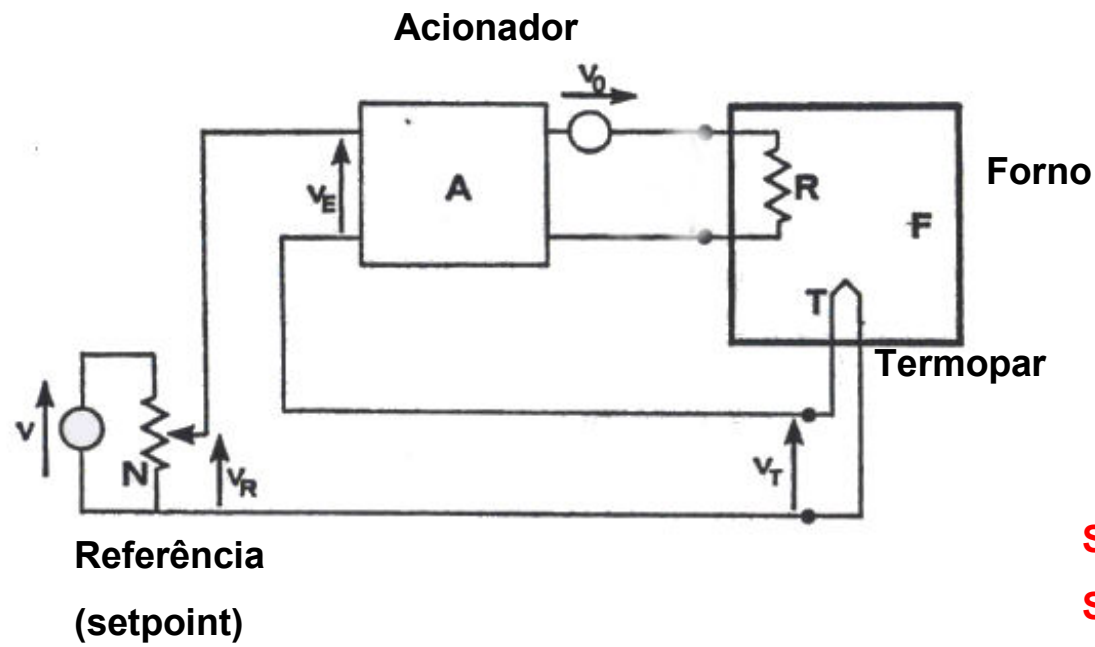 Acionador
V0
VE
A
R
Forno
F
T
Termopar
V
N
VR
VT
Referência
(setpoint)
S
S